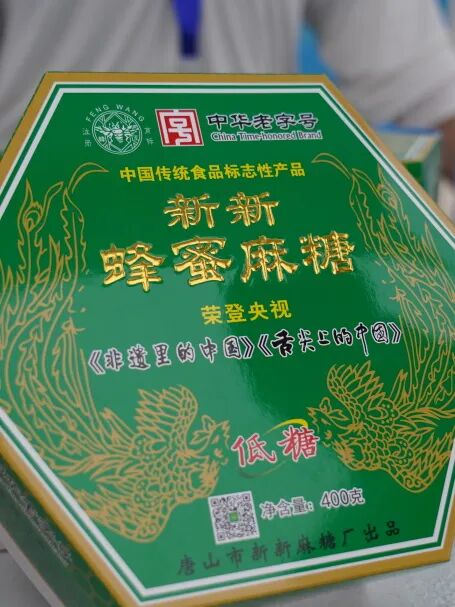 FENG WANG
中华老字号
China Time-honored Brand
中国传统食品标志性产品
新新
蜂蜜麻糖
荣登央视
《非遗里的中国》《舌尖上的中国》
低糖
净含量：400克
唐山市新新麻糖厂出品